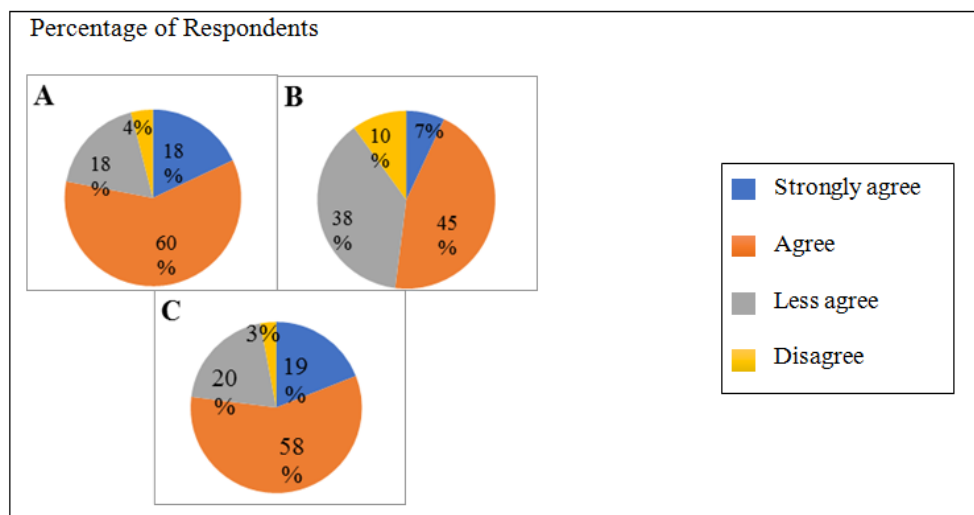 Percentage of Respondents
A
4%
18
%
18
%
60
%
B
10
%
7%
38
%
45
%
C
3%
19
%
20
%
58
%
Strongly agree
Agree
Less agree
Disagree